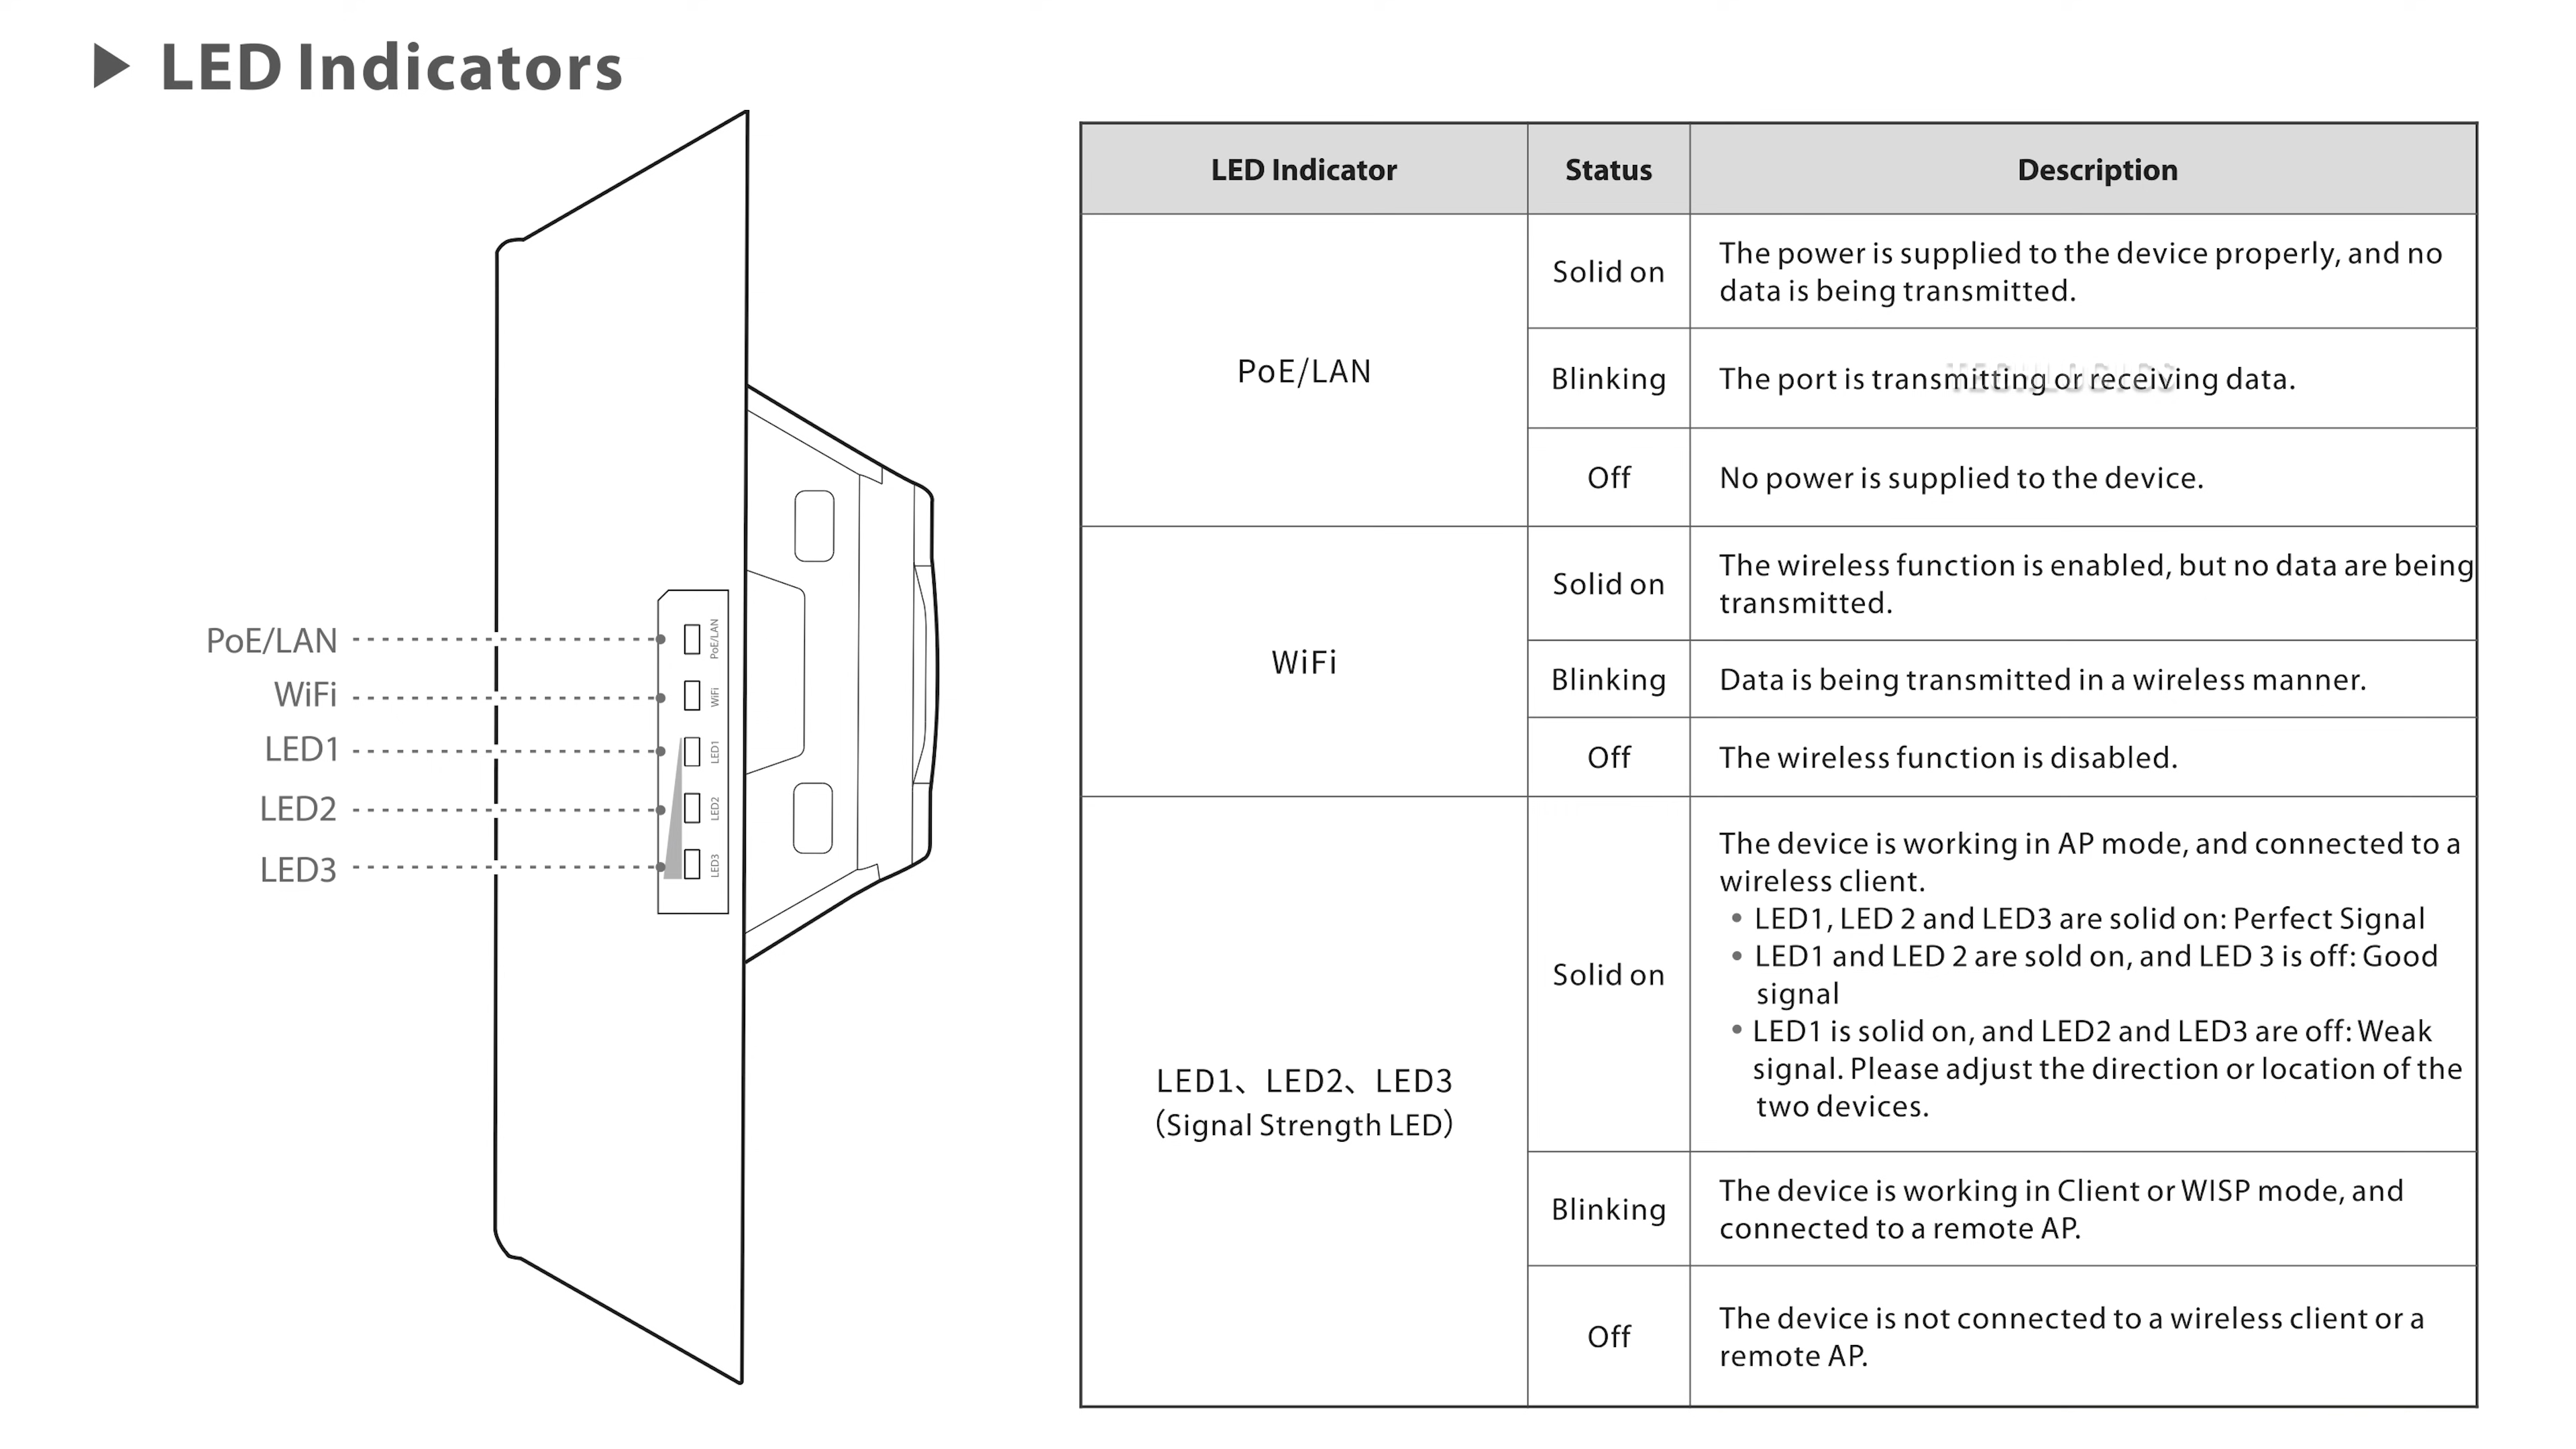 LED Indicators
PoE/LAN
WiFi
LED1
LED2
LED3
PoE/LAN
WiFi
LED1
LED2
LED3
LED Indicator
Status
Description
PoE/LAN
Solid on
The power is supplied to the device properly, and no
data is being transmitted.
Blinking
The port is transmitting or receiving data.
Off
No power is supplied to the device.
WiFi
Solid on
The wireless function is enabled, but no data are being
transmitted.
Blinking
Data is being transmitted in a wireless manner.
Off
The wireless function is disabled.
LED1、LED2、LED3
（Signal Strength LED）
Solid on
The device is working in AP mode, and connected to a
wireless client.
• LED1, LED 2 and LED3 are solid on: Perfect Signal
• LED1 and LED 2 are sold on, and LED 3 is off: Good
signal
• LED1 is solid on, and LED2 and LED3 are off: Weak
signal. Please adjust the direction or location of the
two devices.
Blinking
The device is working in Client or WISP mode, and
connected to a remote AP.
Off
The device is not connected to a wireless client or a
remote AP.